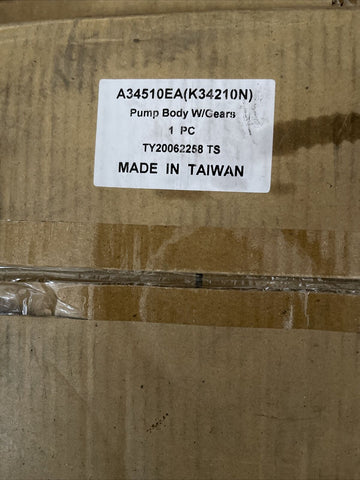 A34510EA(K34210N)
Pump Body W/Gears
1 PC
TY20062258 TS
MADE IN TAIWAN